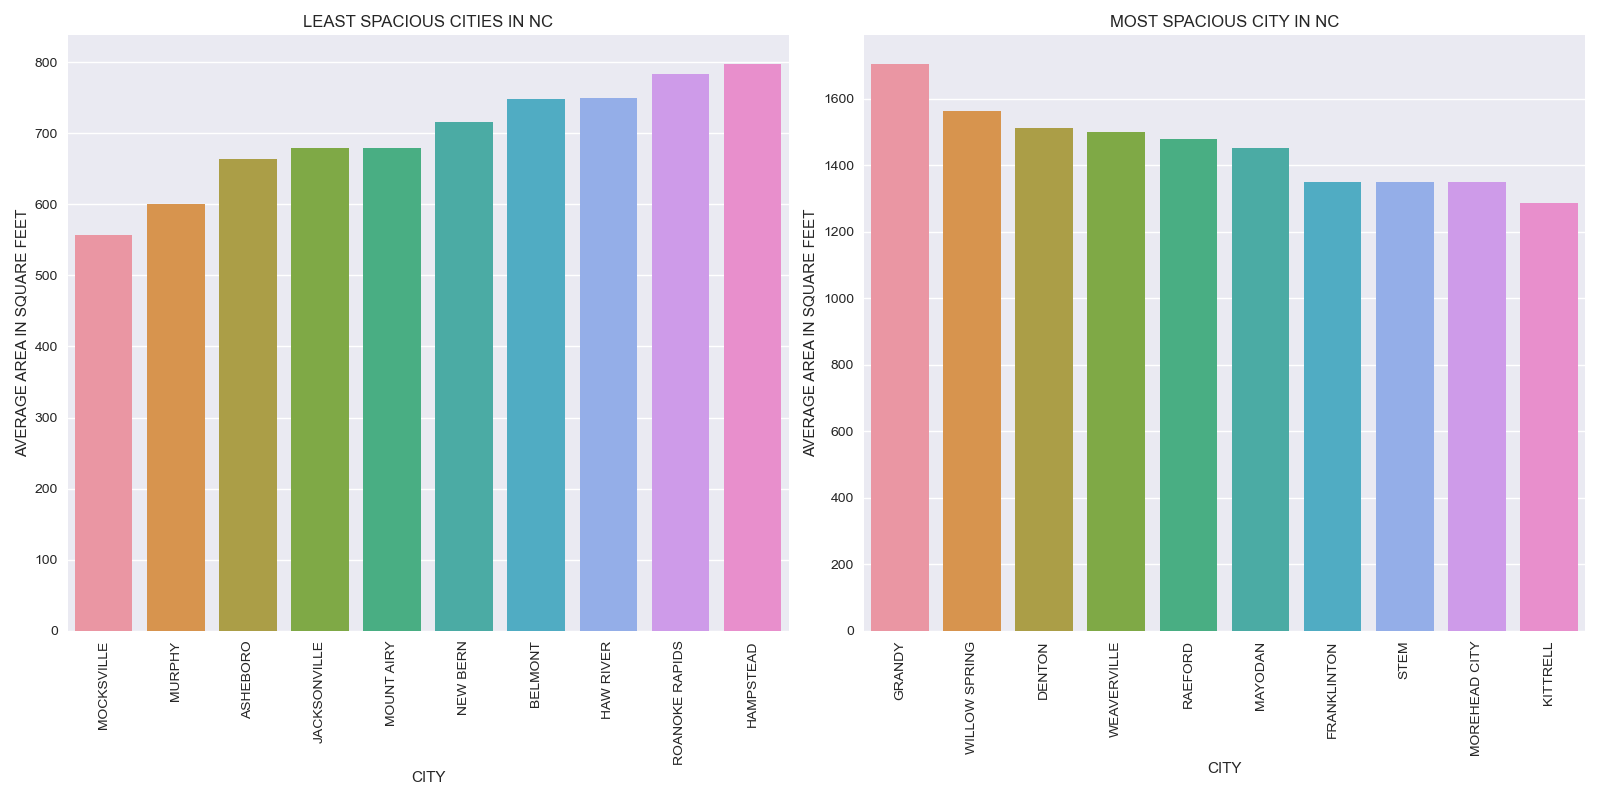 LEAST SPACIOUS CITIES IN NC
AVERAGE AREA IN SQUARE FEET
800
700
600
500
400
300
200
100
0
MOCKSVILLE
MURPHY
ASHEBORO
JACKSONVILLE
MOUNT AIRY
NEW BERN
BELMONT
HAW RIVER
ROANOKE RAPIDS
HAMPSTEAD
CITY
MOST SPACIOUS CITY IN NC
AVERAGE AREA IN SQUARE FEET
1600
1400
1200
1000
800
600
400
200
0
GRANDY
WILLOW SPRING
DENTON
WEAVERVILLE
RAEFORD
MAYODAN
FRANKLINTON
STEM
MOREHEAD CITY
KITTRELL
CITY